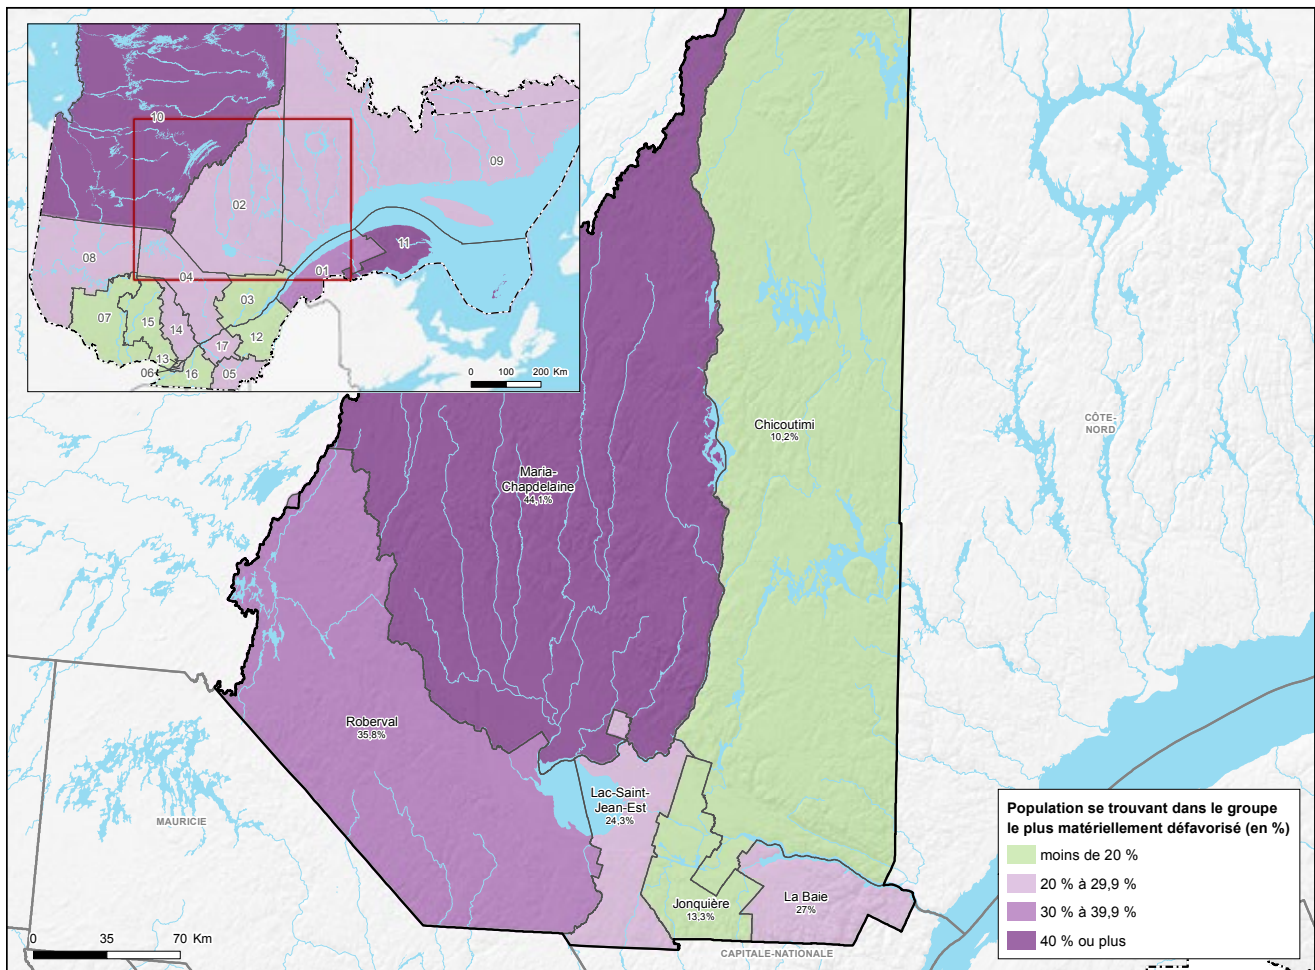 10
09
02
08
11
01
04
03
07
15
14
12
17
13
06
16
05
0 100 200 Km
Chicoutimi
10,2%
CÔTE-
NORD
Maria-
Chapdelaine
44,1%
Roberval
35,8%
Lac-Saint-
Jean-Est
24,3%
MAURICIE
La Baie
27%
Jonquière
13,3%
CAPITALE-NATIONALE
0 35 70 Km
Population se trouvant dans le groupe
le plus matériellement défavorisé (en %)
moins de 20 %
20 % à 29,9 %
30 % à 39,9 %
40 % ou plus